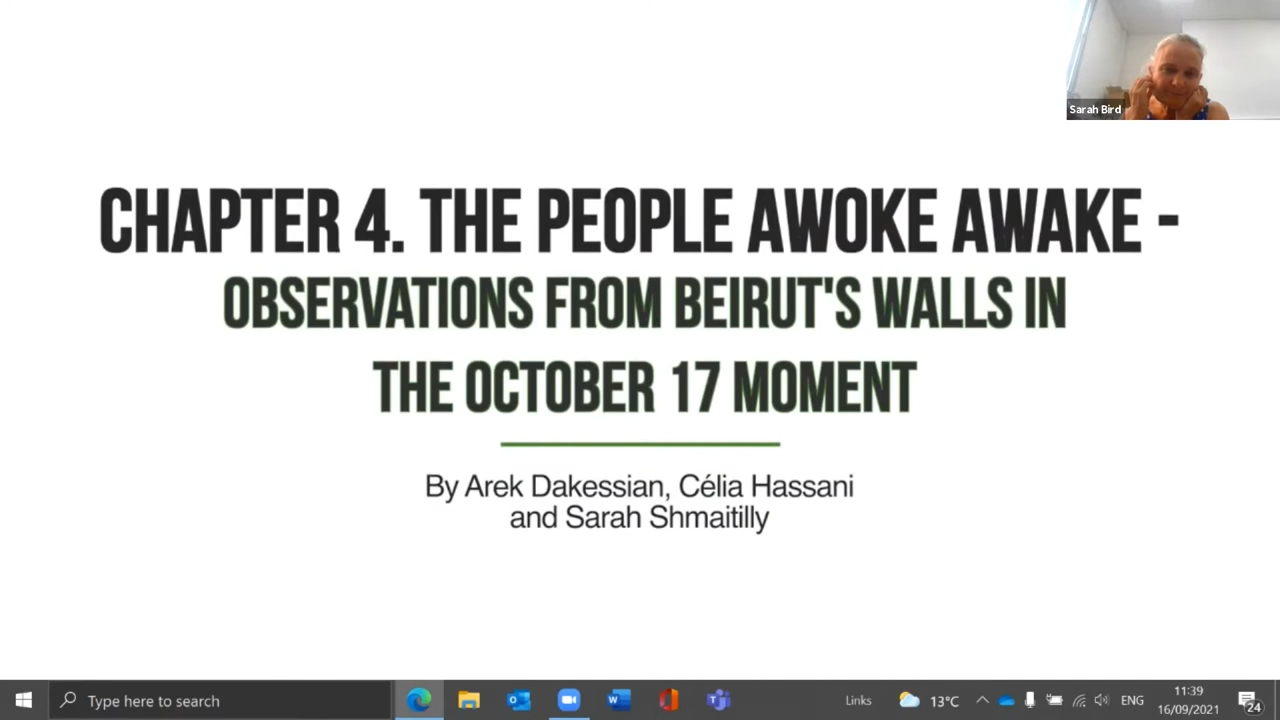 Sarah Bird
CHAPTER 4. THE PEOPLE AWOKE AWAKE -
OBSERVATIONS FROM BEIRUT'S WALLS IN
THE OCTOBER 17 MOMENT
By Arek Dakessian, Célia Hassani
and Sarah Shmaitilly
Type here to search
Links
13°C
ENG
11:39
16/09/2021
24